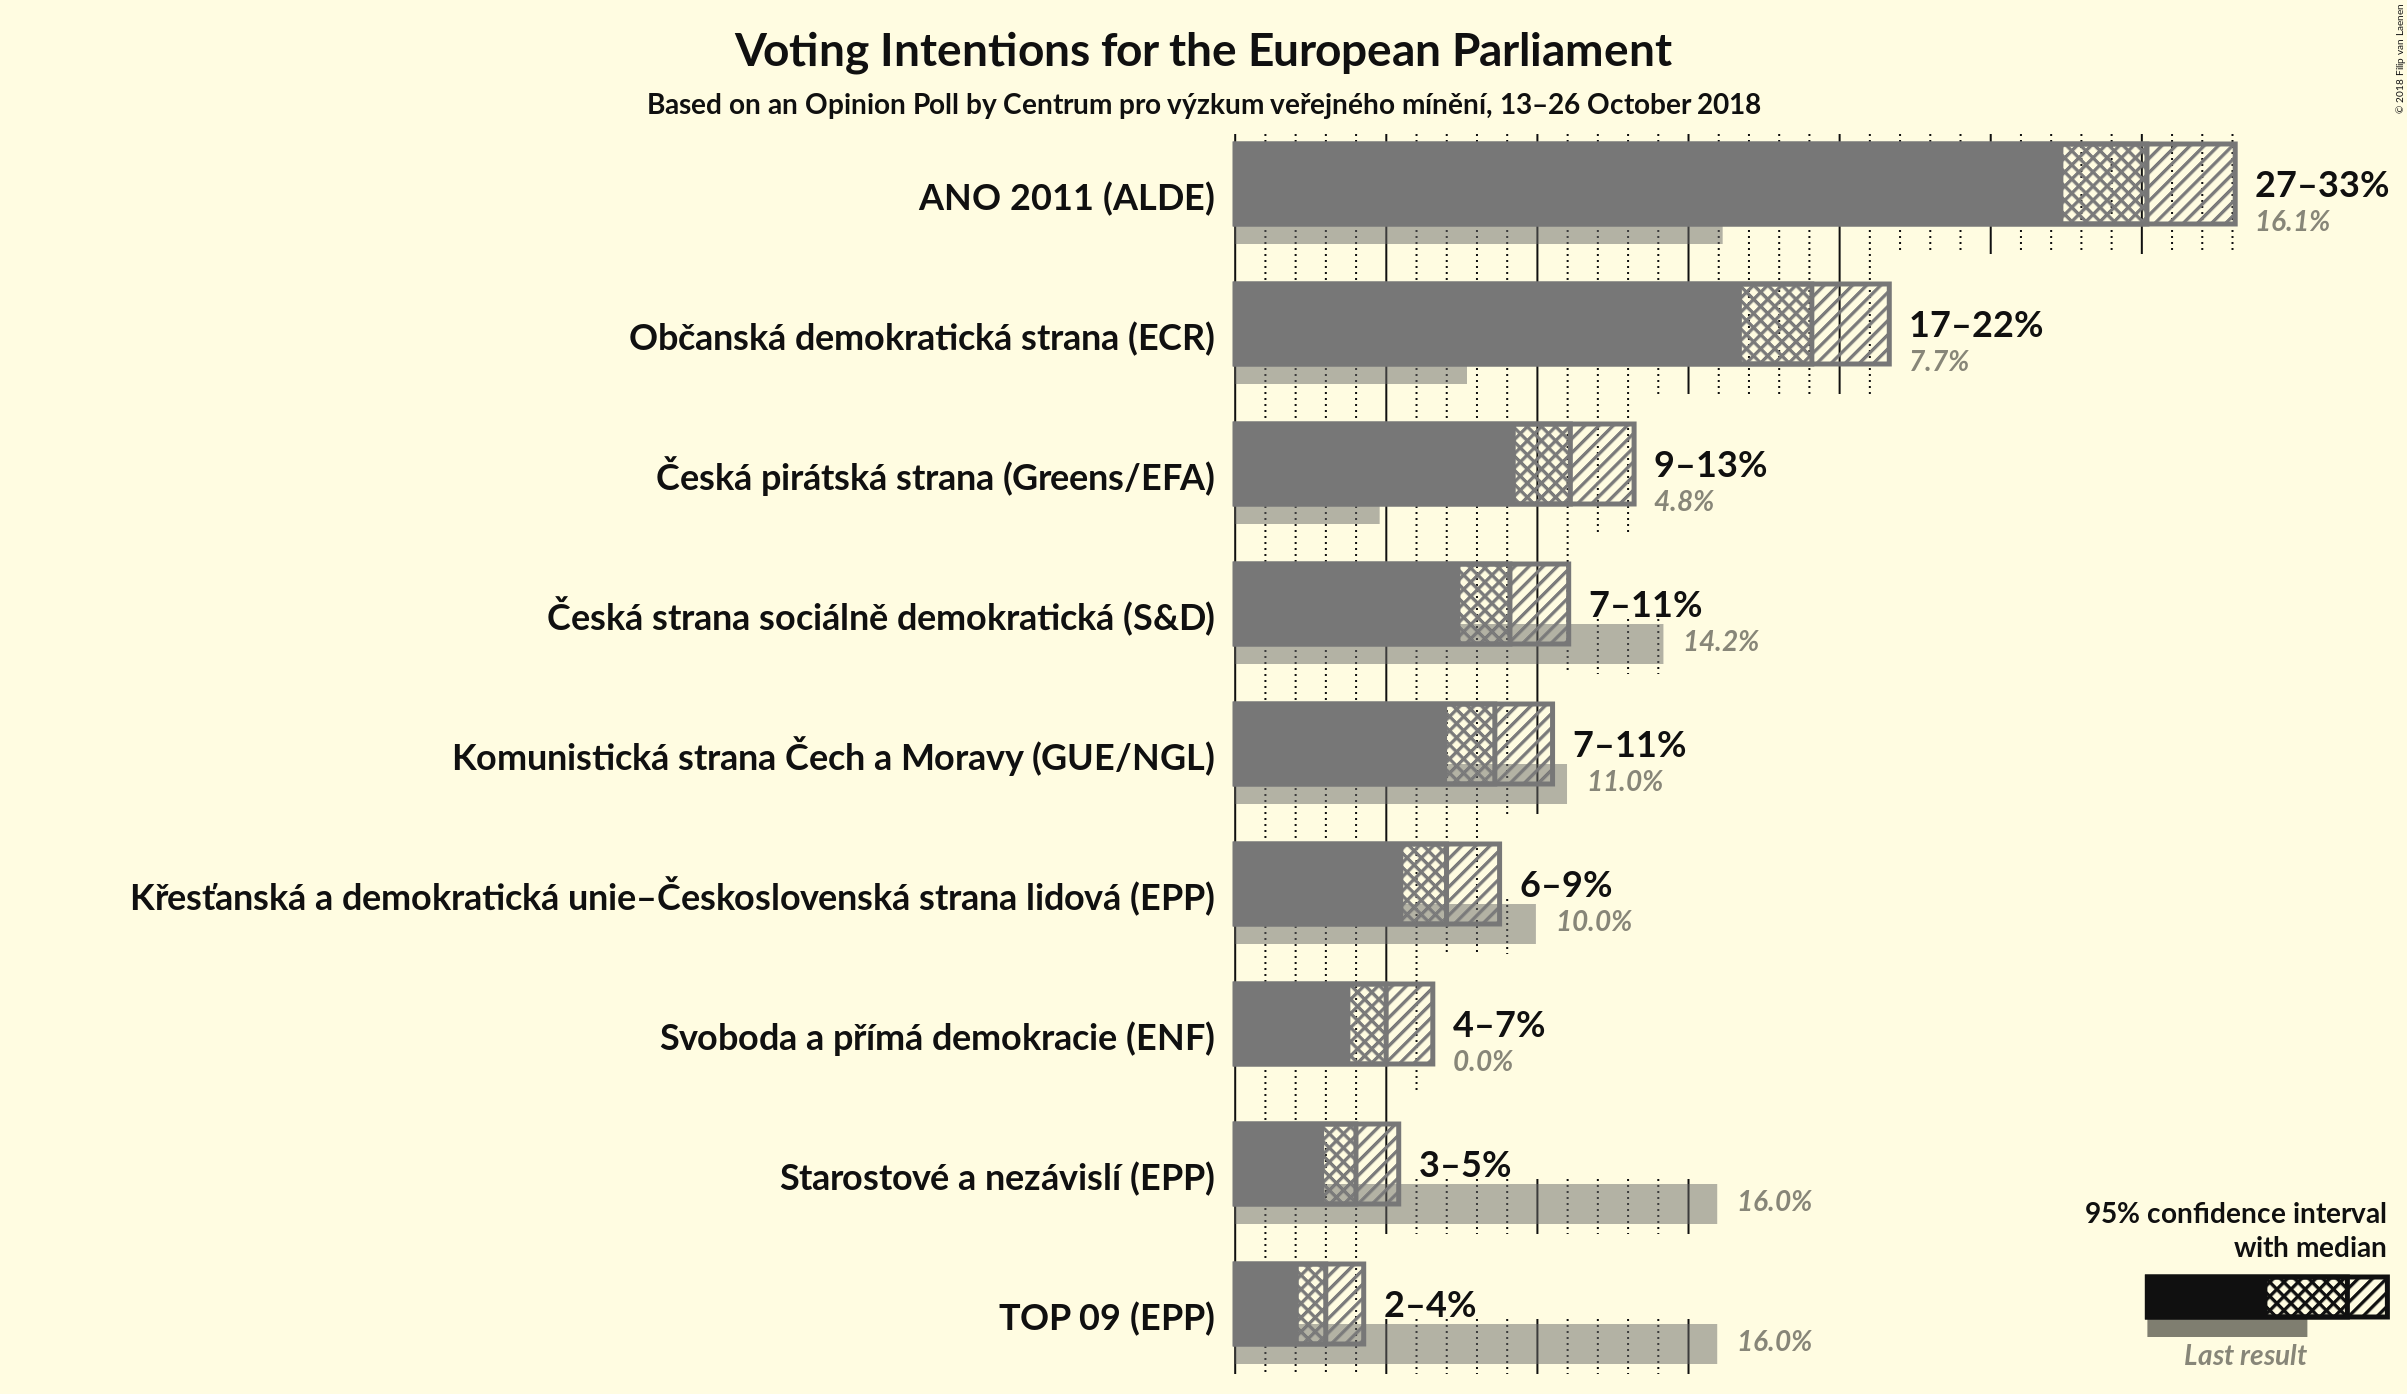 Voting Intentions for the European Parliament
Based on an Opinion Poll by Centrum pro výzkum veřejného mínění, 13–26 October 2018
© 2018 Filip van Laenen
ANO 2011 (ALDE)
27–33%
16.1%
Občanská demokratická strana (ECR)
17–22%
7.7%
Česká pirátská strana (Greens/EFA)
9–13%
4.8%
Česká strana sociálně demokratická (S&D)
7–11%
14.2%
Komunistická strana Čech a Moravy (GUE/NGL)
7–11%
11.0%
Křesťanská a demokratická unie–Československá strana lidová (EPP)
6–9%
10.0%
Svoboda a přímá demokracie (ENF)
4–7%
0.0%
Starostové a nezávislí (EPP)
3–5%
16.0%
TOP 09 (EPP)
2–4%
16.0%
95% confidence interval
with median
Last result